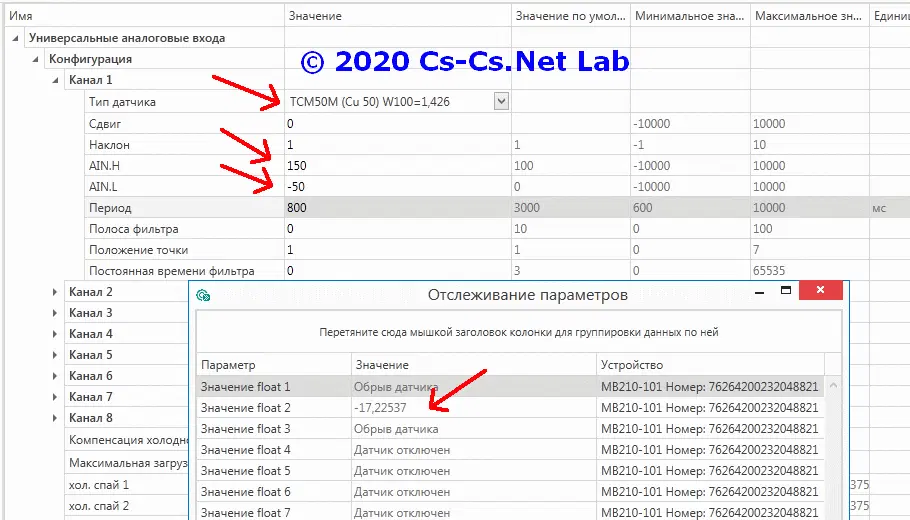 Имя Значение Значение по умол... Минимальное зна... Максимальное зн... Едини
Универсальные аналоговые входа
© 2020 Cs-Cs.Net Lab
Конфигурация
Канал 1
Тип датчика TCM50M (Cu 50) W100=1,426
Сдвиг 0 -10000 10000
Наклон 1 1 -1 10
AIN.H 150 100 -10000 10000
AIN.L -50 0 -10000 10000
Период 800 3000 600 10000 мс
Полоса фильтра 0 10 0 100
Положение точки 1 1 0 7
Постоянная времени фильтра 0 3 0 65535
Канал 2
Канал 3
Канал 4
Канал 5
Канал 6
Канал 7
Канал 8
Компенсация холодн
Максимальная загруз
хол. спай 1 375
хол. спай 2 375
Отслеживание параметров
Перетяните сюда мышкой заголовок колонки для группировки данных по ней
Параметр Значение Устройство
Значение float 1 Обрыв датчика МВ210-101 Номер: 76264200232048821
Значение float 2 -17,22537 МВ210-101 Номер: 76264200232048821
Значение float 3 Обрыв датчика МВ210-101 Номер: 76264200232048821
Значение float 4 Датчик отключен МВ210-101 Номер: 76264200232048821
Значение float 5 Датчик отключен МВ210-101 Номер: 76264200232048821
Значение float 6 Датчик отключен МВ210-101 Номер: 76264200232048821
Значение float 7 Датчик отключен МВ210-101 Номер: 76264200232048821